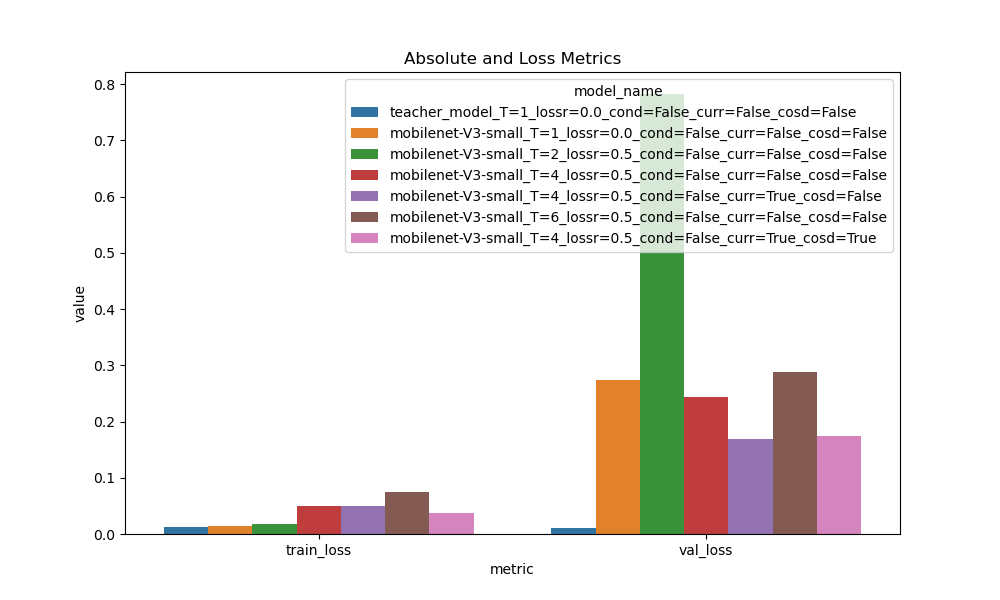 Absolute and Loss Metrics
model_name
teacher_model_T=1_lossr=0.0_cond=False_curr=False_cosd=False
mobilenet-V3-small_T=1_lossr=0.0_cond=False_curr=False_cosd=False
mobilenet-V3-small_T=2_lossr=0.5_cond=False_curr=False_cosd=False
mobilenet-V3-small_T=4_lossr=0.5_cond=False_curr=False_cosd=False
mobilenet-V3-small_T=4_lossr=0.5_cond=False_curr=True_cosd=False
mobilenet-V3-small_T=6_lossr=0.5_cond=False_curr=False_cosd=False
mobilenet-V3-small_T=4_lossr=0.5_cond=False_curr=True_cosd=True
value
0.8
0.7
0.6
0.5
0.4
0.3
0.2
0.1
0.0
train_loss
val_loss
metric